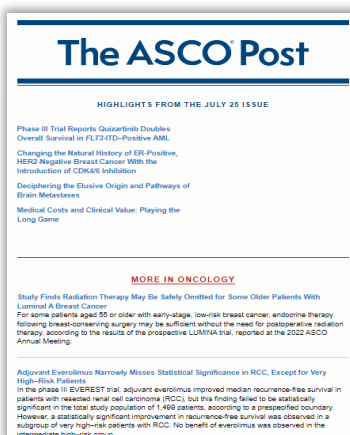 The ASCO® Post
HIGHLIGHTS FROM THE JULY 25 ISSUE
Phase III Trial Reports Quizartinib Doubles
Overall Survival in FLT3-ITD–Positive AML
Changing the Natural History of ER-Positive,
HER2-Negative Breast Cancer With the
Introduction of CDK4/6 Inhibition
Deciphering the Elusive Origin and Pathways of
Brain Metastases
Medical Costs and Clinical Value: Playing the
Long Game
MORE IN ONCOLOGY
Study Finds Radiation Therapy May Be Safely Omitted for Some Older Patients With
Luminal A Breast Cancer
For some patients aged 55 or older with early-stage, low-risk breast cancer, endocrine therapy
following breast-conserving surgery may be sufficient without the need for postoperative radiation
therapy, according to the results of the prospective LUMINA trial, reported at the 2022 ASCO
Annual Meeting.
Adjuvant Everolimus Narrowly Misses Statistical Significance in RCC, Except for Very
High–Risk Patients
In the phase III EVEREST trial, adjuvant everolimus improved median recurrence-free survival in
patients with resected renal cell carcinoma (RCC), but this finding failed to be statistically
significant in the total study population of 1,499 patients, according to a prespecified boundary.
However, a statistically significant improvement in recurrence-free survival was observed in a
subgroup of very high-risk patients with RCC. No benefit of everolimus was observed in the
intermediate high-risk group.